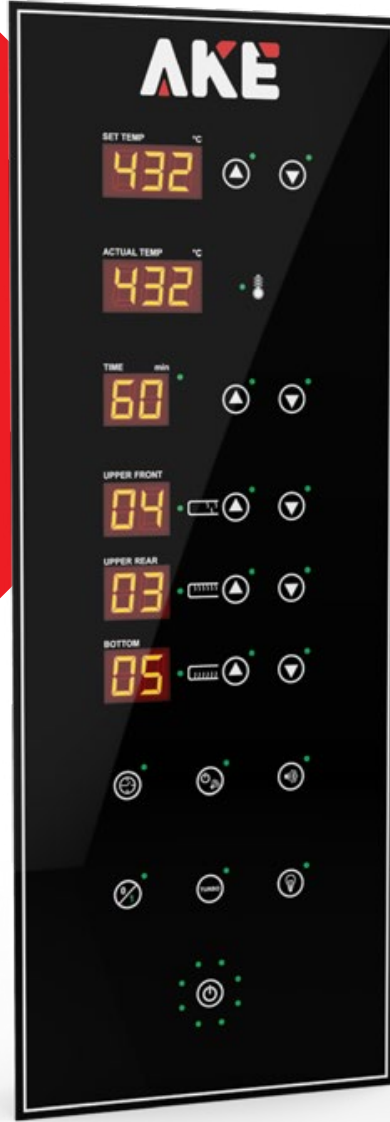 AKE
SET TEMP °C
432
ACTUAL TEMP °C
432
TIME min
60
UPPER FRONT
04
UPPER REAR
03
BOTTOM
05
TURBO